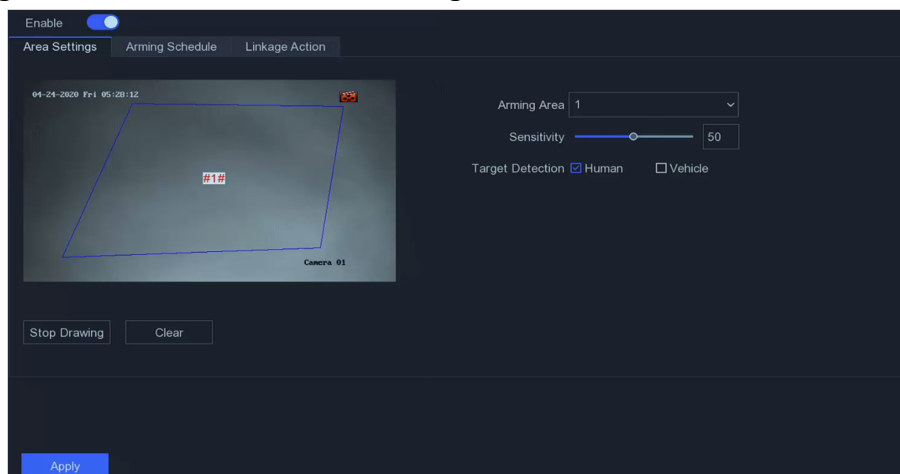 Enable
Area Settings Arming Schedule Linkage Action
04-24-2020 Fri 05:28:12
Arming Area 1
Sensitivity 50
Target Detection Human Vehicle
#1#
Camera 01
Stop Drawing Clear
Apply